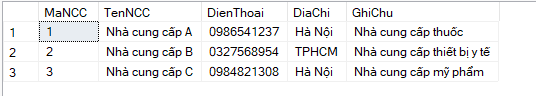 MaNCC TenNCC DienThoai DiaChi GhiChu
1 1 Nhà cung cấp A 0986541237 Hà Nội Nhà cung cấp thuốc
2 2 Nhà cung cấp B 0327568954 TPHCM Nhà cung cấp thiết bị y tế
3 3 Nhà cung cấp C 0984821308 Hà Nội Nhà cung cấp mỹ phẩm